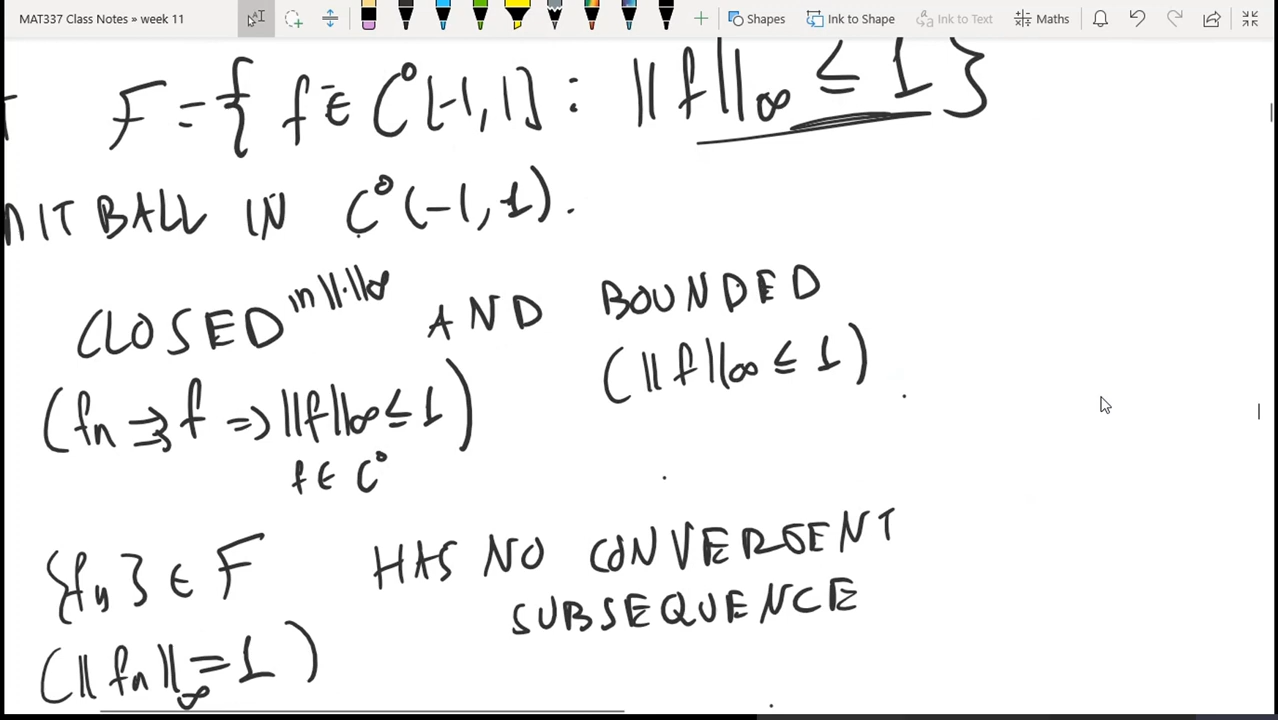 MAT337 Class Notes » week 11
Shapes Ink to Shape Ink to Text Maths
F = { f ∈ C⁰[-1,1] : ||f||∞ ≤ 1 }
NIT BALL IN C⁰(-1,1).
CLOSED in ||·||∞ AND BOUNDED
(fn ⇉ f => ||f||∞ ≤ 1) (||f||∞ ≤ 1)
f ∈ C⁰
{fn} ∈ F HAS NO CONVERGENT
SUBSEQUENCE
(||fn||∞ = 1)